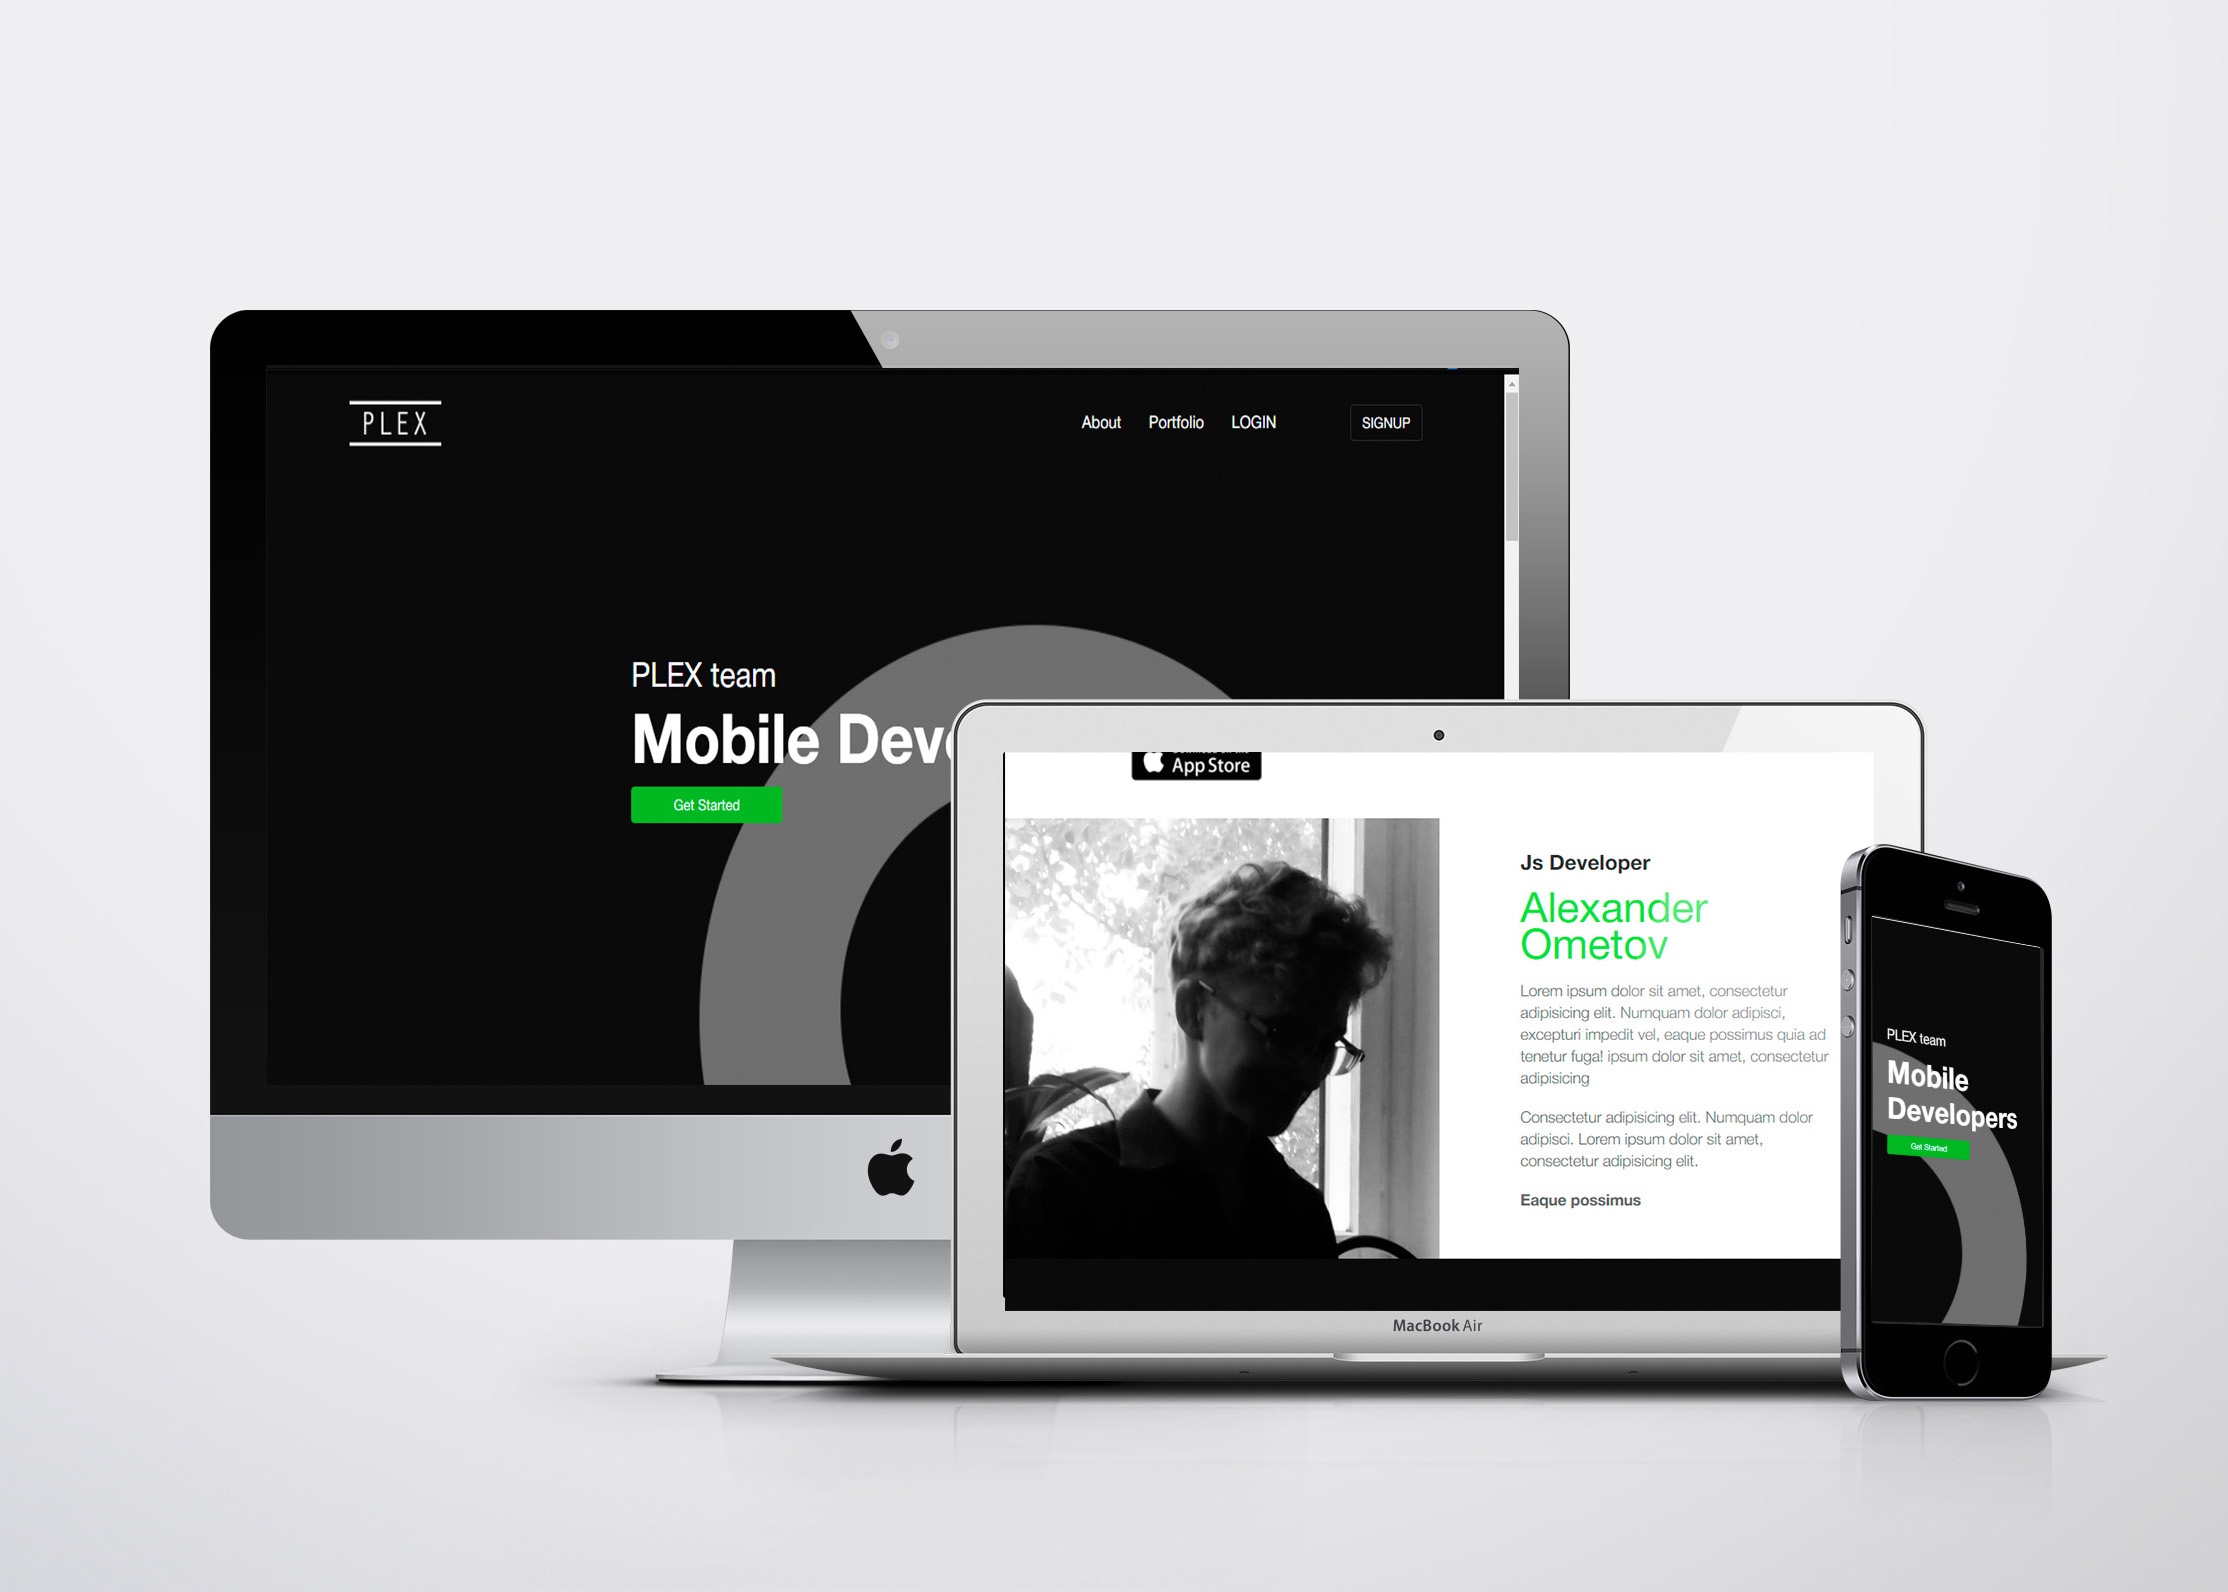 PLEX
About Portfolio LOGIN SIGNUP
PLEX team
Mobile Deve
Get Started
App Store
Js Developer
Alexander
Ometov
Lorem ipsum dolor sit amet, consectetur
adipisicing elit. Numquam dolor adipisci,
excepturi impedit vel, eaque possimus quia ad
tenetur fuga! ipsum dolor sit amet, consectetur
adipisicing
Consectetur adipisicing elit. Numquam dolor
adipisci. Lorem ipsum dolor sit amet,
consectetur adipisicing elit.
Eaque possimus
MacBook Air
PLEX team
Mobile
Developers
Get Started